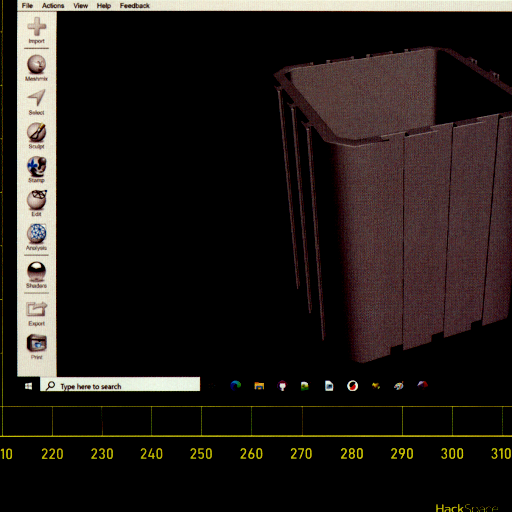 File Actions View Help Feedback
Import
Meshmix
Select
Sculpt
Stamp
Edit
Analysis
Shaders
Export
Print
Type here to search
10 220 230 240 250 260 270 280 290 300 310
HackSpace